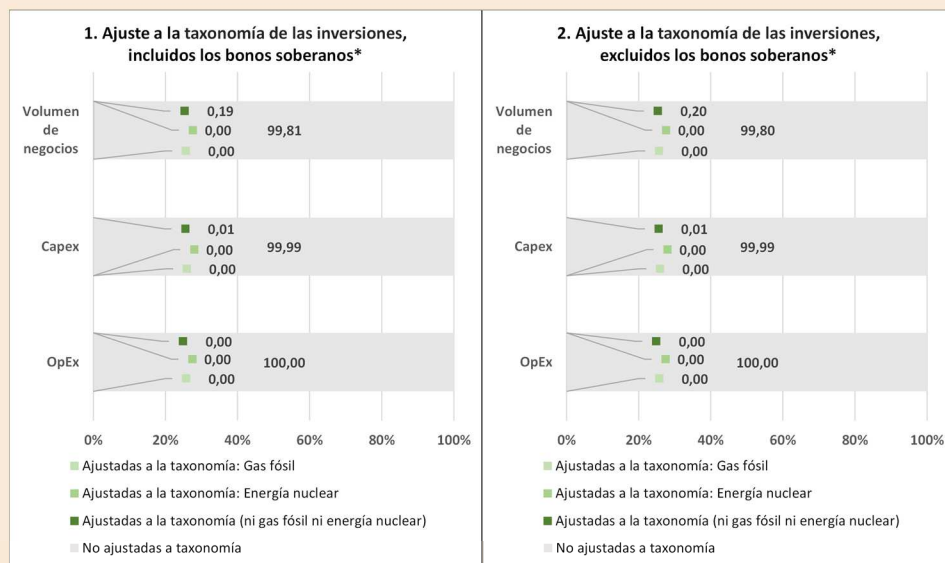 1. Ajuste a la taxonomía de las inversiones,
incluidos los bonos soberanos*
Volumen
de
negocios
0,19
0,00
99,81
0,00
Capex
0,01
0,00
99,99
0,00
OpEx
0,00
0,00
100,00
0,00
0%
20%
40%
60%
80%
100%
Ajustadas a la taxonomía: Gas fósil
Ajustadas a la taxonomía: Energía nuclear
Ajustadas a la taxonomía (ni gas fósil ni energía nuclear)
No ajustadas a taxonomía
2. Ajuste a la taxonomía de las inversiones,
excluidos los bonos soberanos*
Volumen
de
negocios
0,20
0,00
99,80
0,00
Capex
0,01
0,00
99,99
0,00
OpEx
0,00
0,00
100,00
0,00
0%
20%
40%
60%
80%
100%
Ajustadas a la taxonomía: Gas fósil
Ajustadas a la taxonomía: Energía nuclear
Ajustadas a la taxonomía (ni gas fósil ni energía nuclear)
No ajustadas a taxonomía